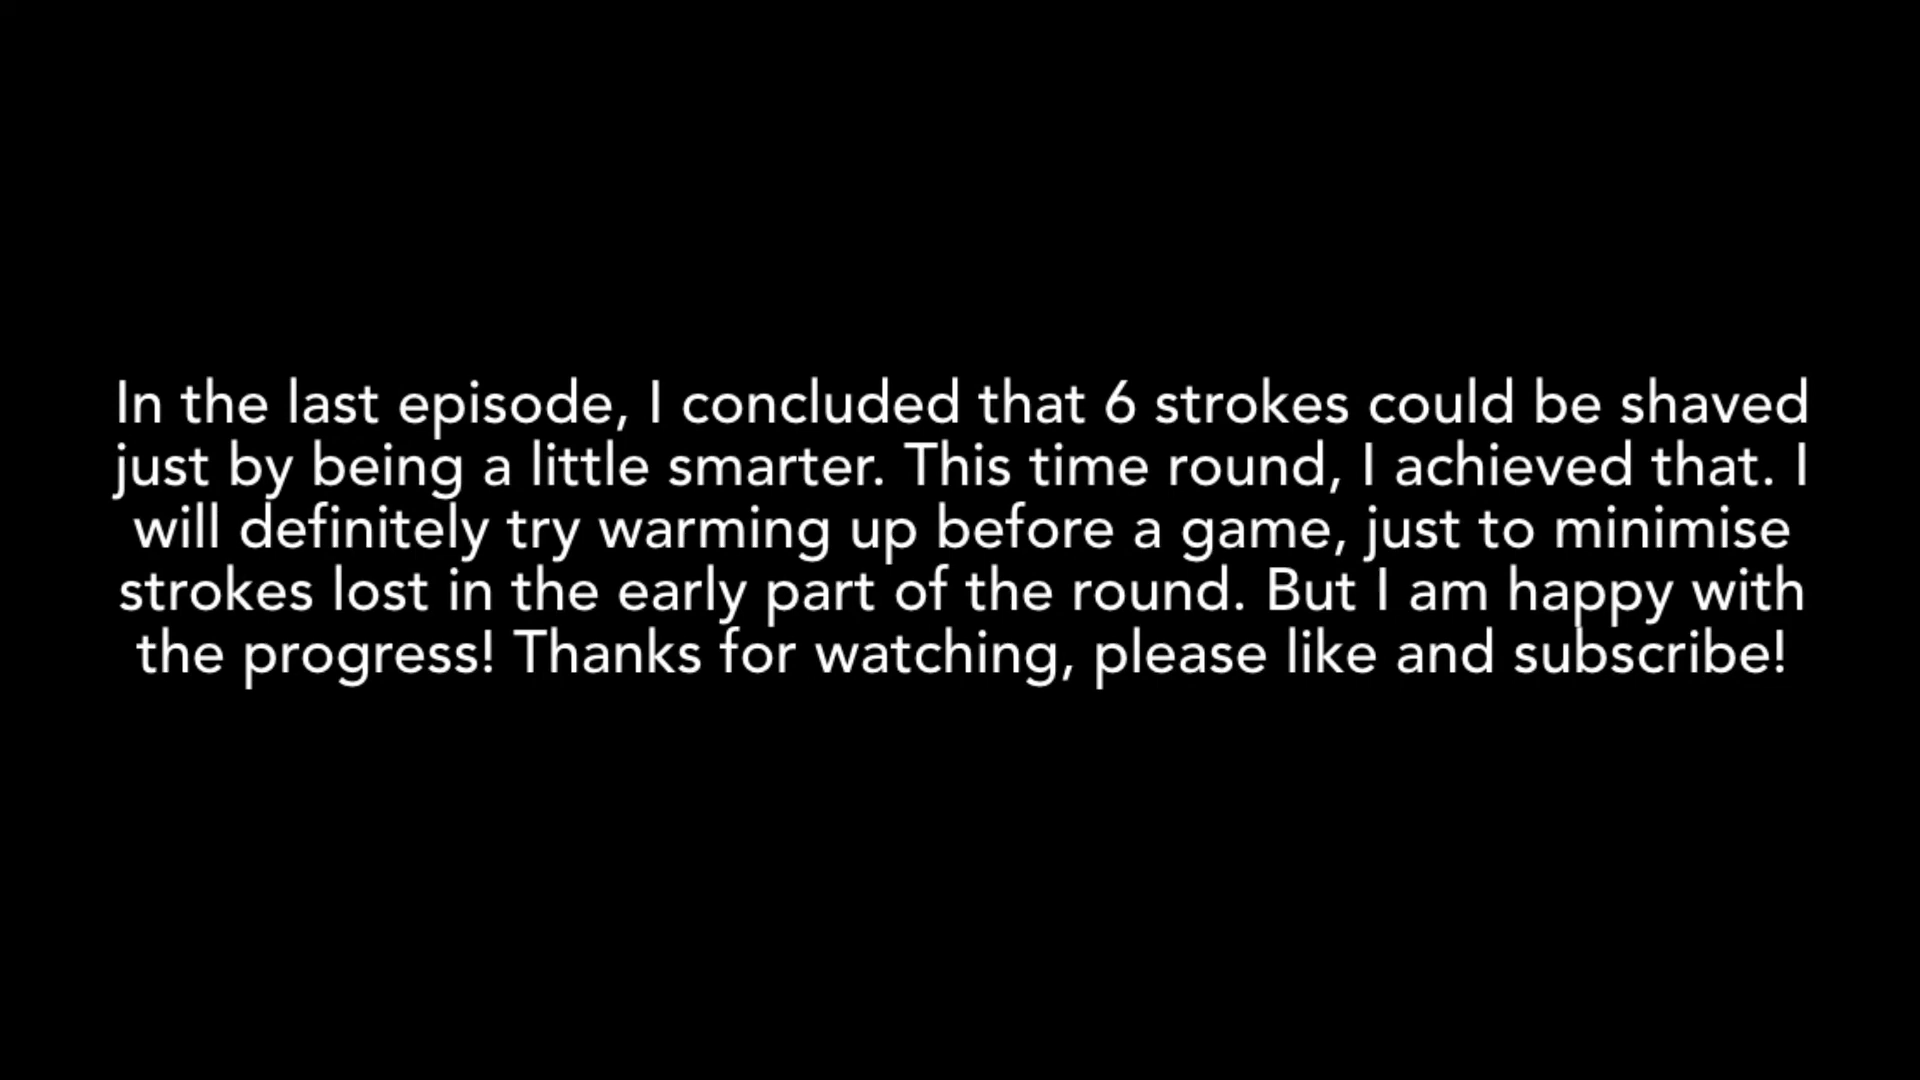 In the last episode, I concluded that 6 strokes could be shaved
just by being a little smarter. This time round, I achieved that. I
will definitely try warming up before a game, just to minimise
strokes lost in the early part of the round. But I am happy with
the progress! Thanks for watching, please like and subscribe!